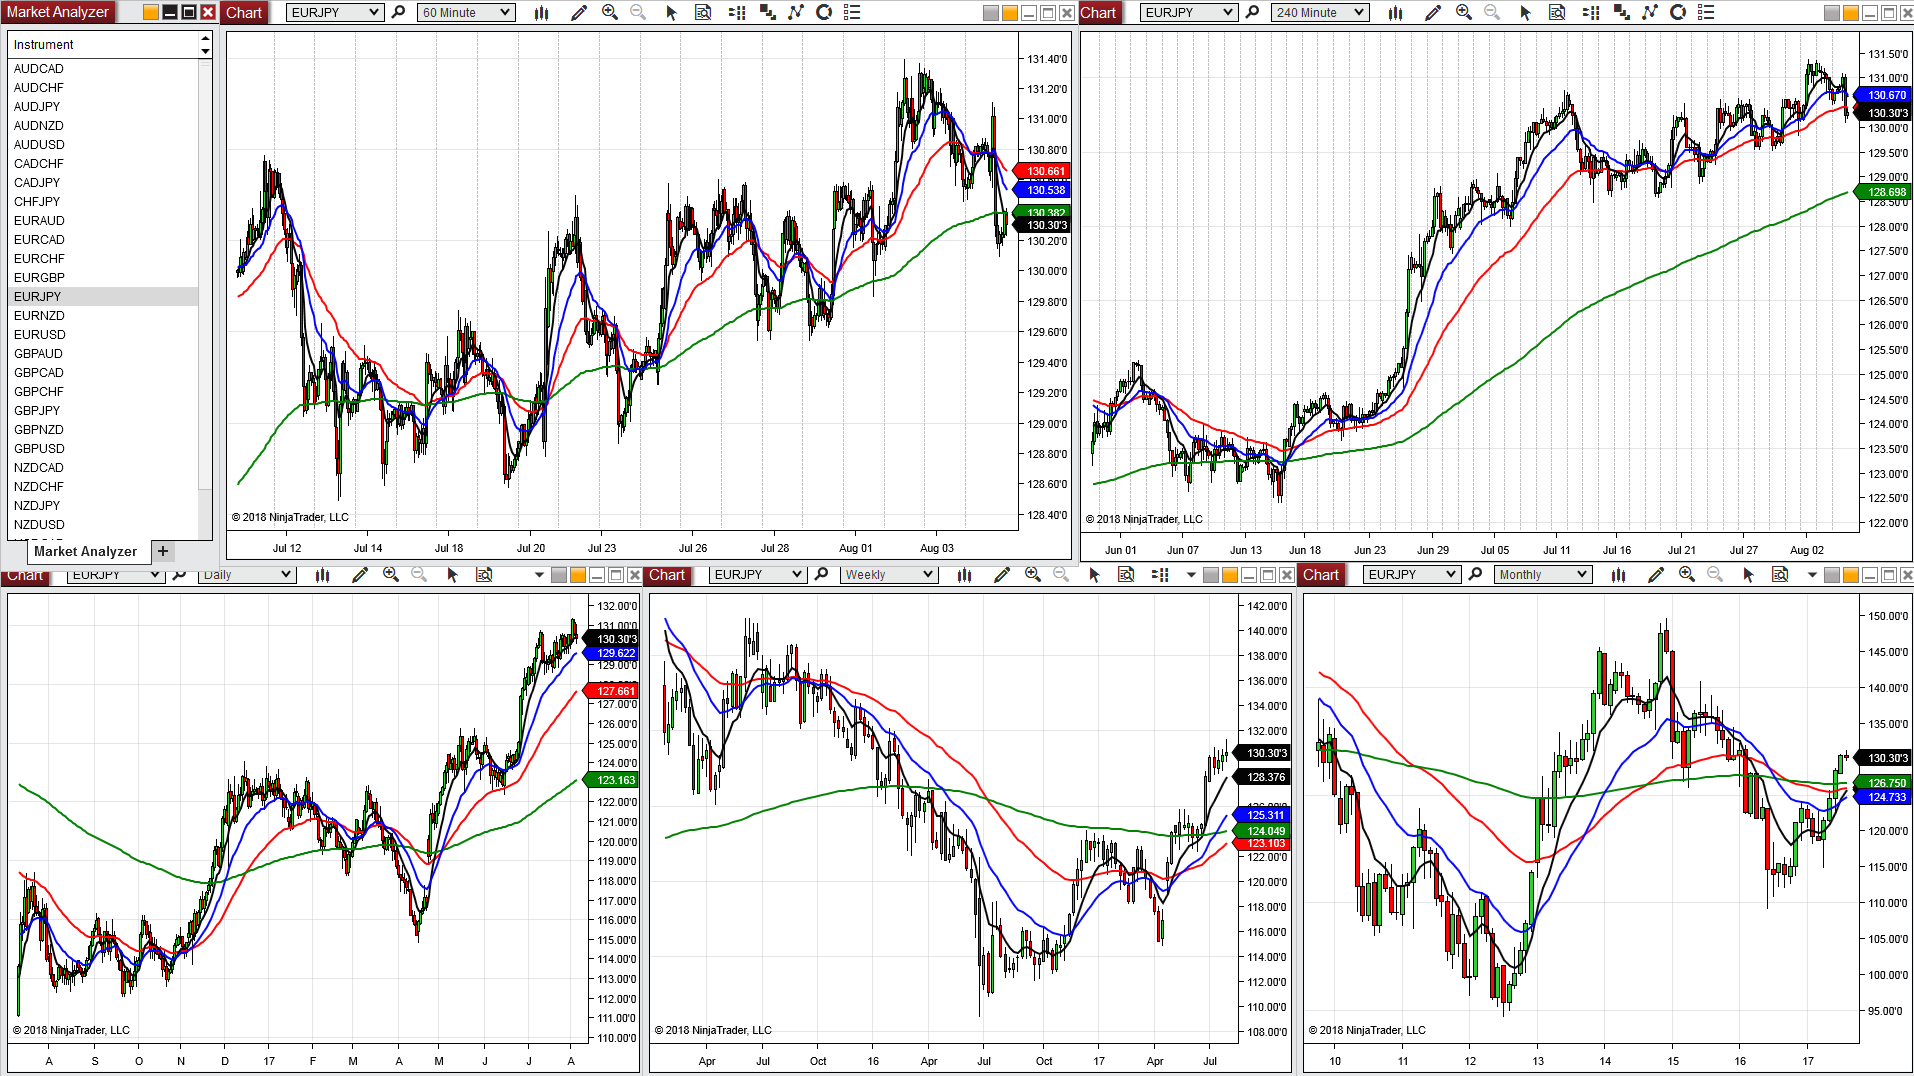 Market Analyzer
Instrument
AUDCAD
AUDCHF
AUDJPY
AUDNZD
AUDUSD
CADCHF
CADJPY
CHFJPY
EURAUD
EURCAD
EURCHF
EURGBP
EURJPY
EURNZD
EURUSD
GBPAUD
GBPCAD
GBPCHF
GBPJPY
GBPNZD
GBPUSD
NZDCAD
NZDCHF
NZDJPY
NZDUSD
Market Analyzer +
Chart EURJPY 60 Minute
131.40'0
131.20'0
131.00'0
130.80'0
130.661
130.538
130.382
130.30'3
130.20'0
130.00'0
129.80'0
129.60'0
129.40'0
129.20'0
129.00'0
128.80'0
128.60'0
128.40'0
© 2018 NinjaTrader, LLC
Jul 12 Jul 14 Jul 18 Jul 20 Jul 23 Jul 26 Jul 28 Aug 01 Aug 03
Chart EURJPY 240 Minute
131.50'0
131.00'0
130.670
130.30'3
130.00'0
129.50'0
129.00'0
128.698
128.50'0
128.00'0
127.50'0
127.00'0
126.50'0
126.00'0
125.50'0
125.00'0
124.50'0
124.00'0
123.50'0
123.00'0
122.50'0
122.00'0
© 2018 NinjaTrader, LLC
Jun 01 Jun 07 Jun 13 Jun 18 Jun 23 Jun 29 Jul 05 Jul 11 Jul 16 Jul 21 Jul 27 Aug 02
Chart EURJPY Daily
132.00'0
131.00'0
130.30'3
129.622
129.00'0
127.661
127.00'0
126.00'0
125.00'0
124.00'0
123.163
122.00'0
121.00'0
120.00'0
119.00'0
118.00'0
117.00'0
116.00'0
115.00'0
114.00'0
113.00'0
112.00'0
111.00'0
110.00'0
© 2018 NinjaTrader, LLC
A S O N D 17 F M A M J J A
Chart EURJPY Weekly
142.00'0
140.00'0
138.00'0
136.00'0
134.00'0
132.00'0
130.30'3
128.376
126.00'0
125.311
124.049
123.103
122.00'0
120.00'0
118.00'0
116.00'0
114.00'0
112.00'0
110.00'0
108.00'0
© 2018 NinjaTrader, LLC
Apr Jul Oct 16 Apr Jul Oct 17 Apr Jul
Chart EURJPY Monthly
150.00'0
145.00'0
140.00'0
135.00'0
130.30'3
126.750
124.733
120.00'0
115.00'0
110.00'0
105.00'0
100.00'0
95.00'0
© 2018 NinjaTrader, LLC
10 11 12 13 14 15 16 17